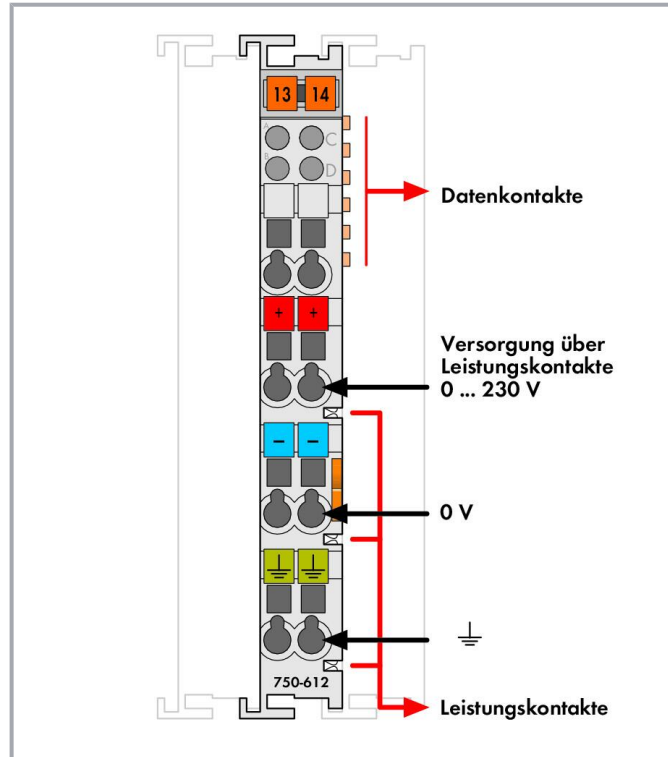 13 14
A C
B D
Datenkontakte
+ +
Versorgung über
Leistungskontakte
0 ... 230 V
− −
0 V
750-612
Leistungskontakte